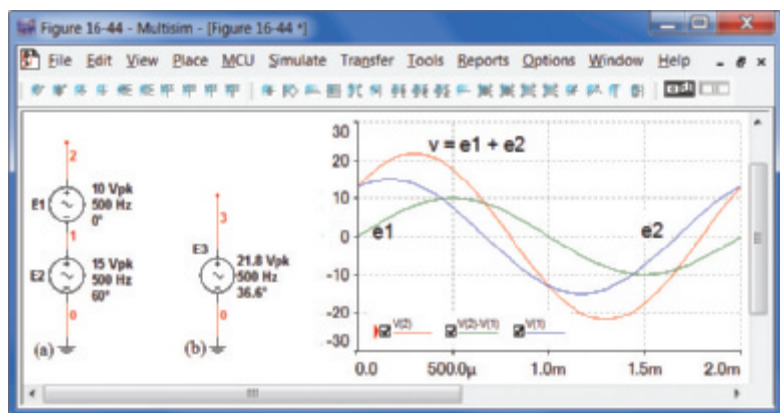 Figure 16-44 - Multisim - [Figure 16-44 *]
File Edit View Place MCU Simulate Transfer Tools Reports Options Window Help
2
E1
10 Vpk
500 Hz
0°
1
E2
15 Vpk
500 Hz
60°
0
(a)
3
E3
21.8 Vpk
500 Hz
36.6°
0
(b)
30
20
10
0
-10
-20
-30
v = e1 + e2
e1
e2
V(2)
V(2)-V(1)
V(1)
0.0 500.0μ 1.0m 1.5m 2.0m